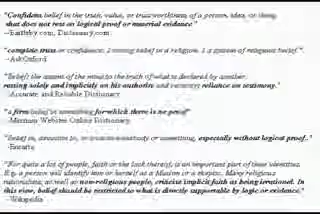 "Confident belief in the truth, value, or trustworthiness of a person, idea, or thing.
that does not rest on logical proof or material evidence."
--Bartleby.com, Dictionary.com
"complete trust or confidence. 2 strong belief in a religion. 3 a system of religious belief."
-AskOxford
"Belief; the assent of the mind to the truth of what is declared by another.
resting solely and implicitly on his authority and reliance on testimony."
-Accurate and Reliable Dictionary
"a firm belief in something for which there is no proof"
-Merriam Webster Online Dictionary
"belief in, devotion to, or trust in somebody or something, especially without logical proof."
-Encarta
"For quite a lot of people, faith or the lack thereof, is an important part of their identities.
E.g. a person will identify him or herself as a Muslim or a skeptic. Many religious
rationalists, as well as non-religious people, criticize implicit faith as being irrational. In
this view, belief should be restricted to what is directly supportable by logic or evidence."
-Wikipedia